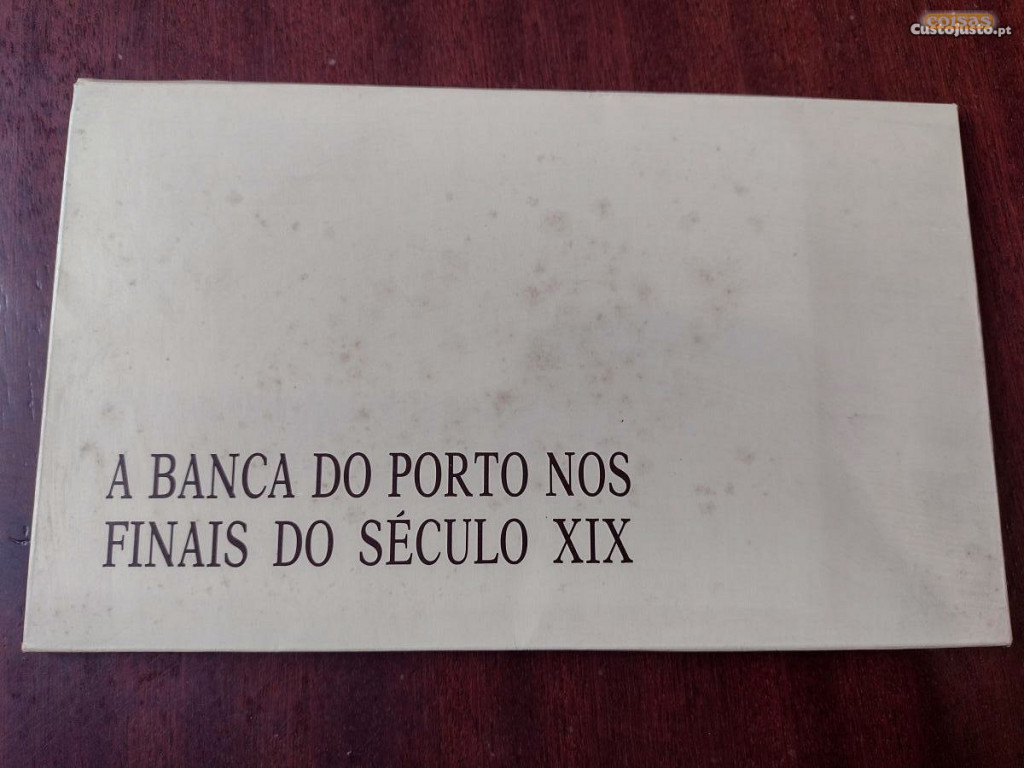 coisas
Custojusto.pt
A BANCA DO PORTO NOS
FINAIS DO SÉCULO XIX